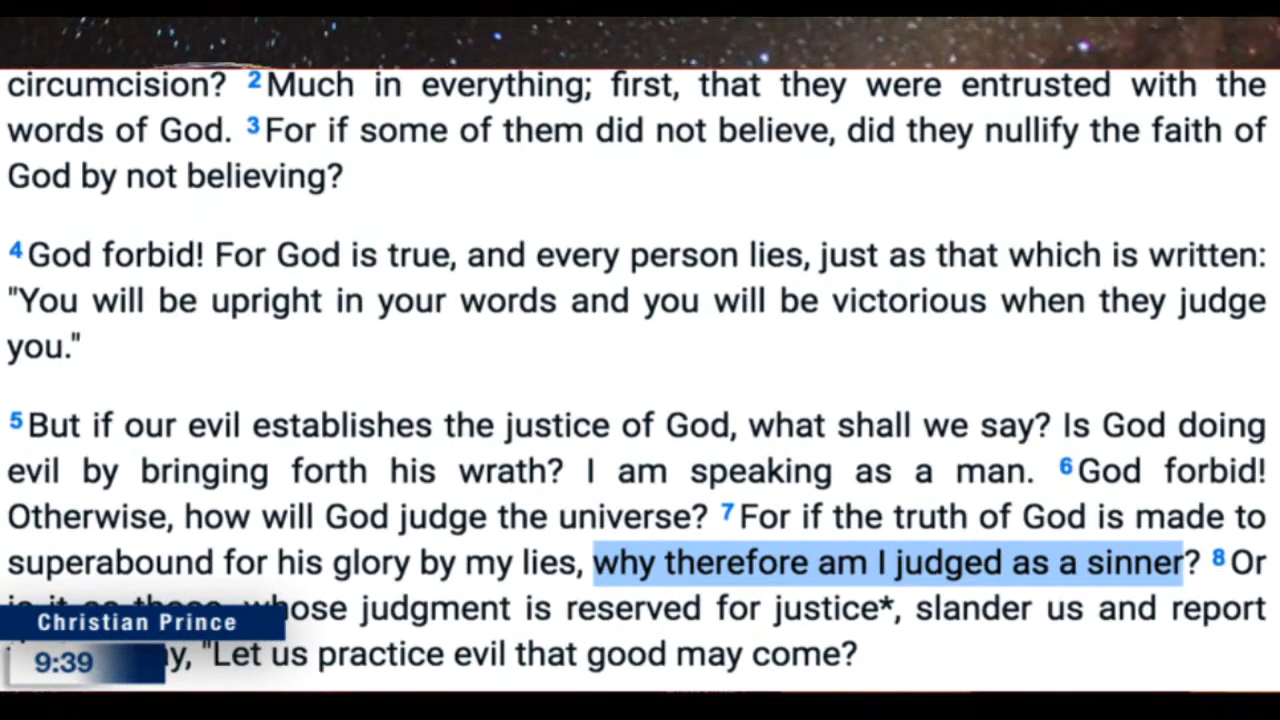 circumcision? 2 Much in everything; first, that they were entrusted with the
words of God. 3 For if some of them did not believe, did they nullify the faith of
God by not believing?
4 God forbid! For God is true, and every person lies, just as that which is written:
"You will be upright in your words and you will be victorious when they judge
you."
5 But if our evil establishes the justice of God, what shall we say? Is God doing
evil by bringing forth his wrath? I am speaking as a man. 6 God forbid!
Otherwise, how will God judge the universe? 7 For if the truth of God is made to
superabound for his glory by my lies, why therefore am I judged as a sinner? 8 Or
whose judgment is reserved for justice*, slander us and report
"Let us practice evil that good may come?
Christian Prince
9:39